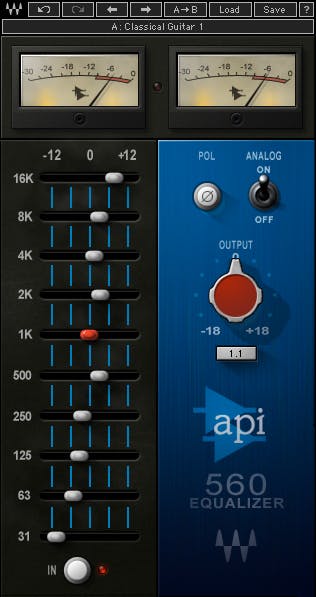 A→B Load Save ?
A: Classical Guitar 1
-30 -24 -18 -12 -6 0
-30 -24 -18 -12 -6 0
-12 0 +12
16K
8K
4K
2K
1K
500
250
125
63
31
IN
POL ANALOG
ON
OFF
OUTPUT
0
-18 +18
1.1
api
560
EQUALIZER